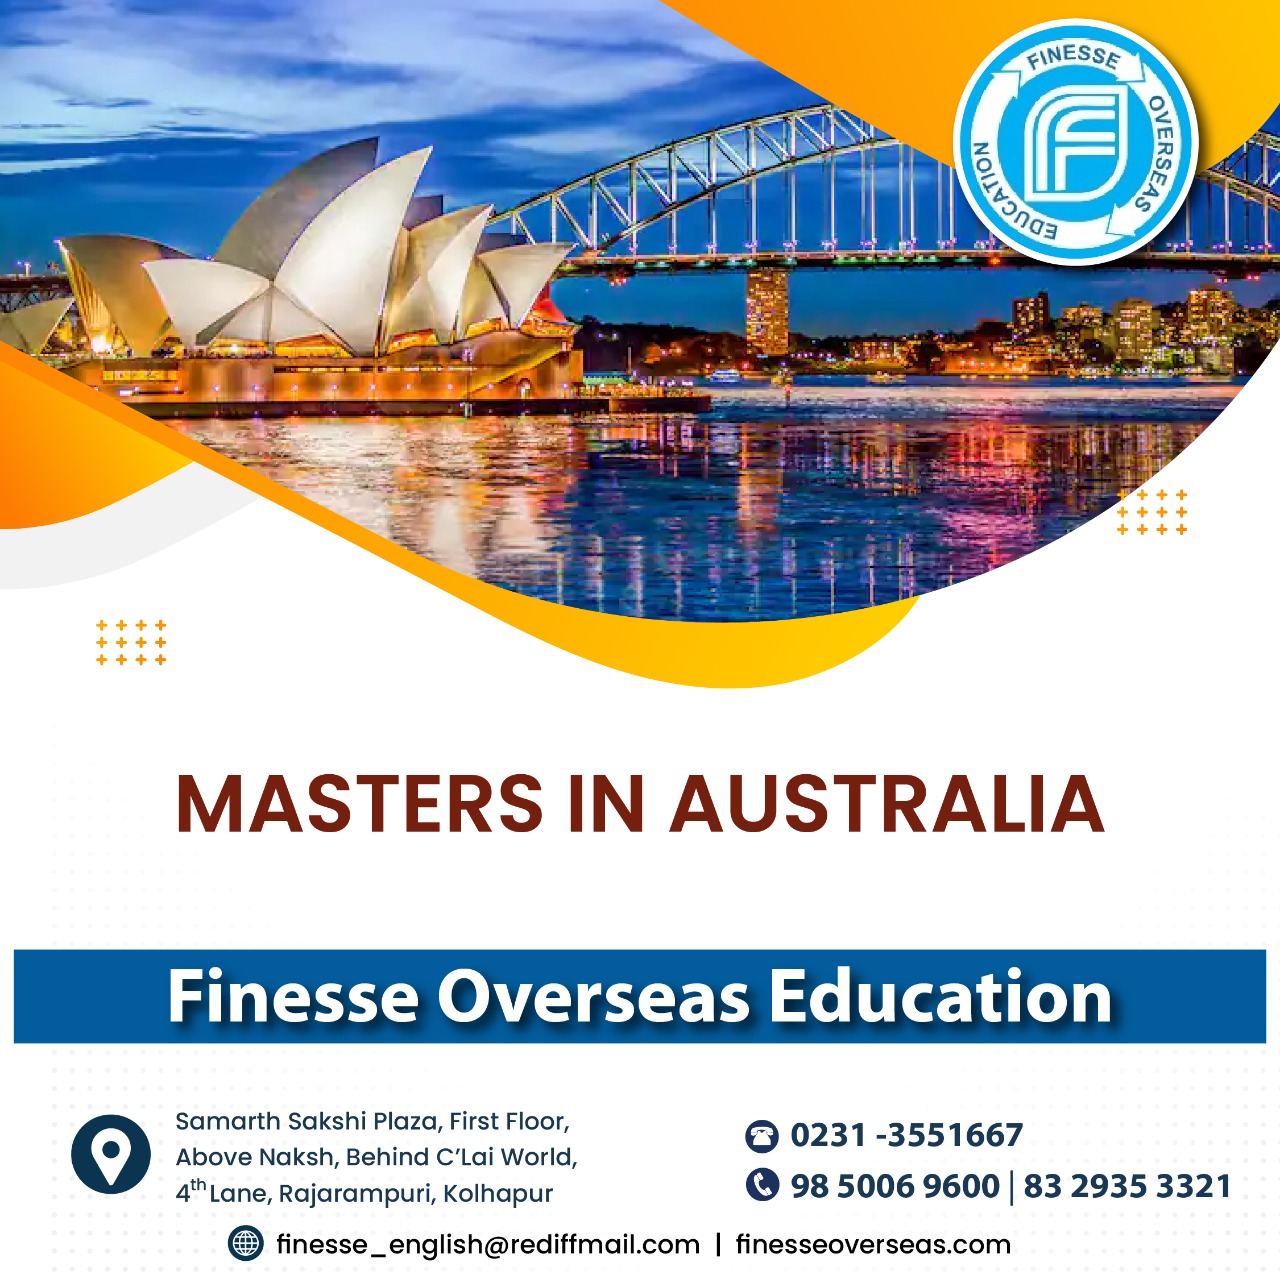 FINESSE
OVERSEAS
EDUCATION
MASTERS IN AUSTRALIA
Finesse Overseas Education
Samarth Sakshi Plaza, First Floor,
Above Naksh, Behind C’Lai World,
4th Lane, Rajarampuri, Kolhapur
0231 -3551667
98 5006 9600 | 83 2935 3321
finesse_english@rediffmail.com | finesseoverseas.com